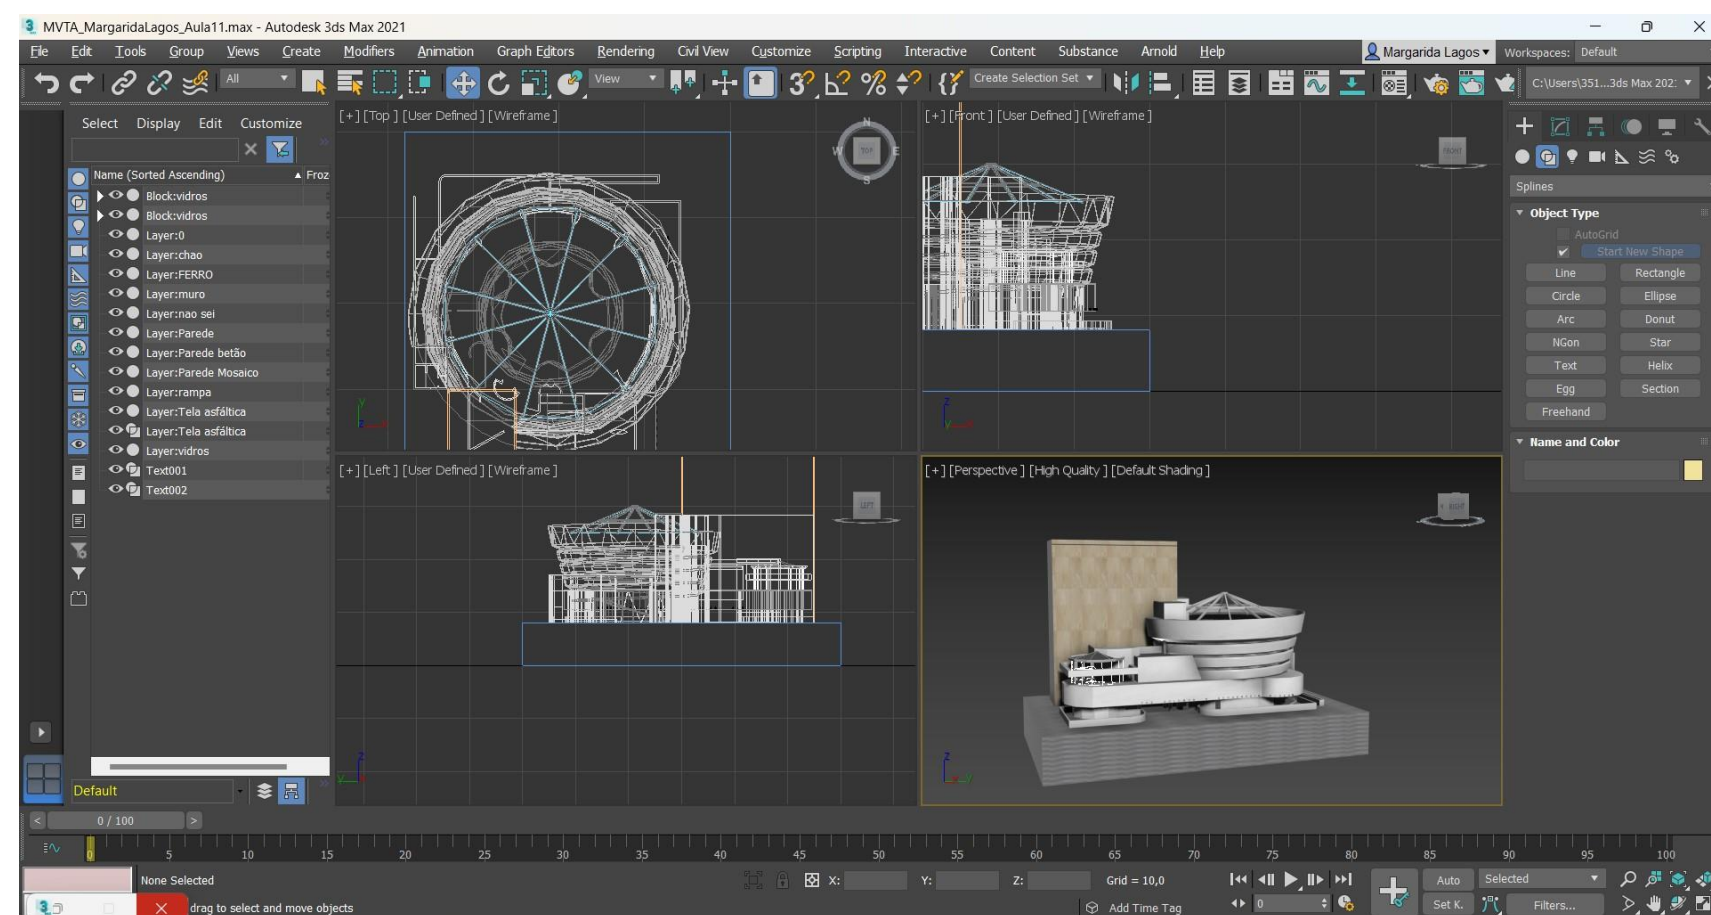 MVTA_MargaridaLagos_Aula11.max - Autodesk 3ds Max 2021
File Edit Tools Group Views Create Modifiers Animation Graph Editors Rendering Civil View Customize Scripting Interactive Content Substance Arnold Help
Margarida Lagos Workspaces: Default
All View Create Selection Set C:\Users\351...3ds Max 202:
Select Display Edit Customize
Name (Sorted Ascending) Froz
Block:vidros
Block:vidros
Layer:0
Layer:chao
Layer:FERRO
Layer:muro
Layer:nao sei
Layer:Parede
Layer:Parede betão
Layer:Parede Mosaico
Layer:rampa
Layer:Tela asfáltica
Layer:Tela asfáltica
Layer:vidros
Text001
Text002
Default
[+] [Top ] [User Defined ] [Wireframe ]
N
W TOP E
S
y
[+] [Front ] [User Defined ] [Wireframe ]
FRONT
z
[+] [Left ] [User Defined ] [Wireframe ]
LEFT
z
y
[+] [Perspective ] [High Quality ] [Default Shading ]
RIGHT
z
Splines
Object Type
AutoGrid
Start New Shape
Line Rectangle
Circle Ellipse
Arc Donut
NGon Star
Text Helix
Egg Section
Freehand
Name and Color
0 / 100
0 5 10 15 20 25 30 35 40 45 50 55 60 65 70 75 80 85 90 95 100
None Selected X: Y: Z: Grid = 10,0 Auto Selected
drag to select and move objects Add Time Tag 0 Set K. Filters...